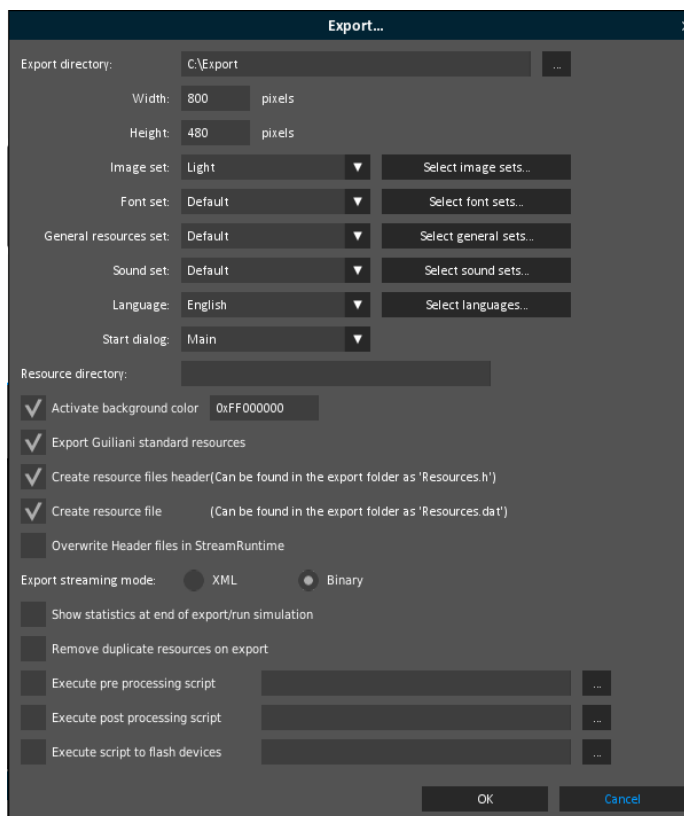 Export...
Export directory: C:\Export ...
Width: 800 pixels
Height: 480 pixels
Image set: Light Select image sets...
Font set: Default Select font sets...
General resources set: Default Select general sets...
Sound set: Default Select sound sets...
Language: English Select languages...
Start dialog: Main
Resource directory:
Activate background color 0xFF000000
Export Guiliani standard resources
Create resource files header(Can be found in the export folder as 'Resources.h')
Create resource file (Can be found in the export folder as 'Resources.dat')
Overwrite Header files in StreamRuntime
Export streaming mode: XML Binary
Show statistics at end of export/run simulation
Remove duplicate resources on export
Execute pre processing script ...
Execute post processing script ...
Execute script to flash devices ...
OK Cancel